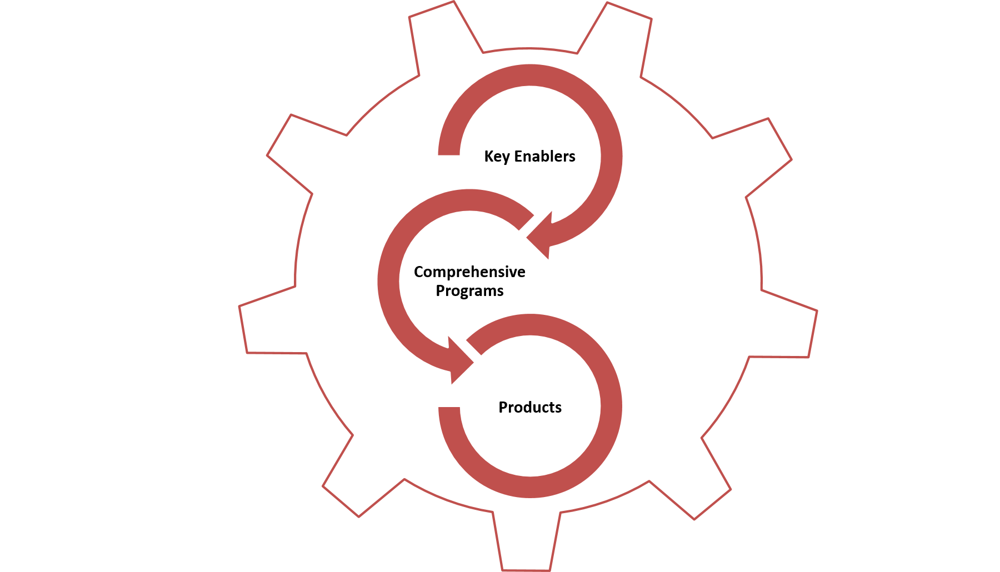 Key Enablers
Comprehensive
Programs
Products